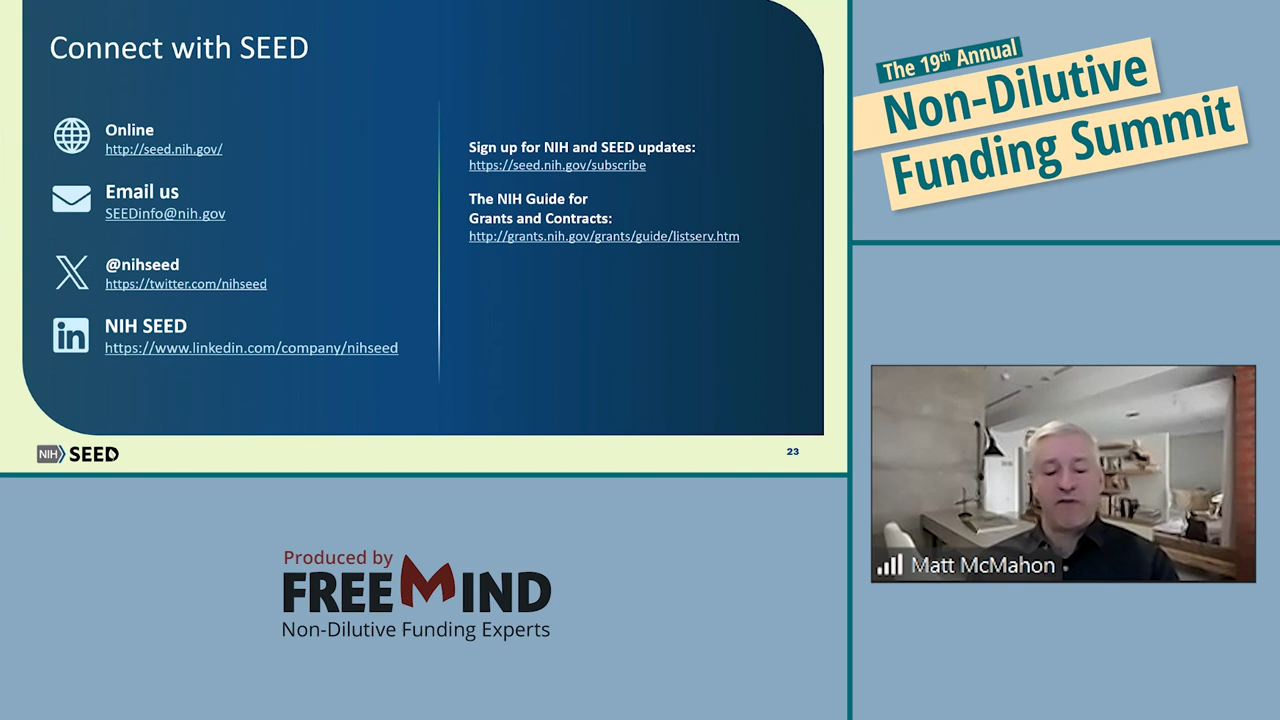 Connect with SEED
Online
http://seed.nih.gov/
Email us
SEEDinfo@nih.gov
@nihseed
https://twitter.com/nihseed
NIH SEED
https://www.linkedin.com/company/nihseed
Sign up for NIH and SEED updates:
https://seed.nih.gov/subscribe
The NIH Guide for
Grants and Contracts:
http://grants.nih.gov/grants/guide/listserv.htm
NIH SEED
23
The 19th Annual
Non-Dilutive
Funding Summit
Matt McMahon
Produced by
FREEMIND
Non-Dilutive Funding Experts